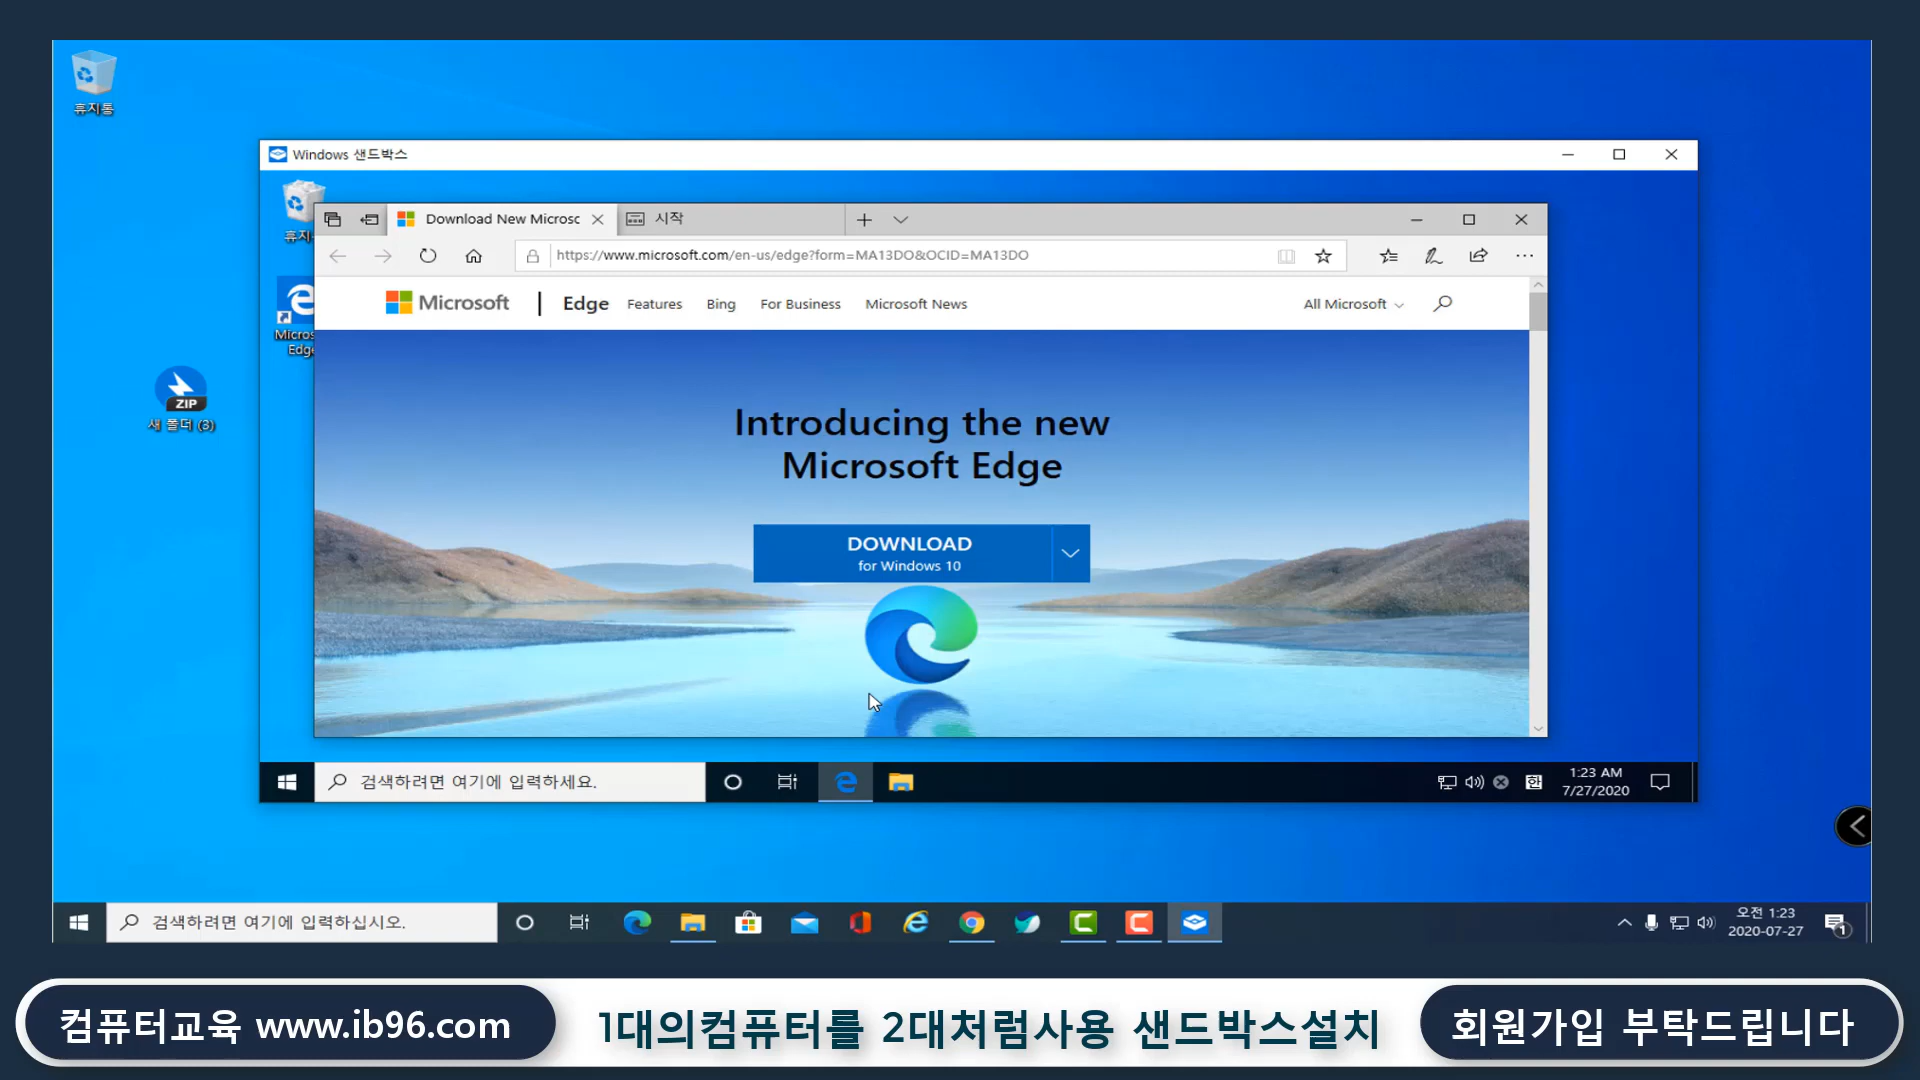 휴지통
Windows 샌드박스
휴지
Download New Microsc
시작
https://www.microsoft.com/en-us/edge?form=MA13DO&OCID=MA13DO
Microsoft | Edge Features Bing For Business Microsoft News All Microsoft
Micros
Edge
ZIP
새 폴더 (3)
Introducing the new
Microsoft Edge
DOWNLOAD
for Windows 10
검색하려면 여기에 입력하세요.
한
1:23 AM
7/27/2020
검색하려면 여기에 입력하십시오.
오전 1:23
2020-07-27
1
컴퓨터교육 www.ib96.com
1대의컴퓨터를 2대처럼사용 샌드박스설치
회원가입 부탁드립니다